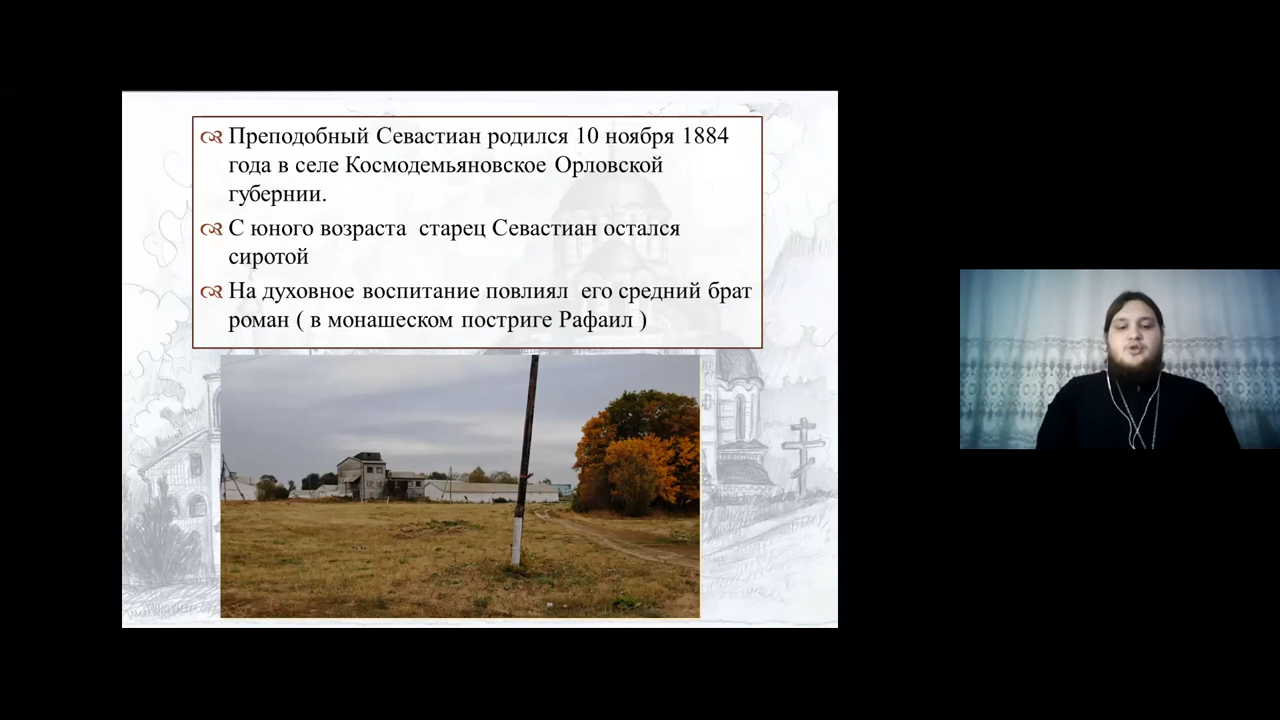 Преподобный Севастиан родился 10 ноября 1884
года в селе Космодемьяновское Орловской
губернии.
С юного возраста старец Севастиан остался
сиротой
На духовное воспитание повлиял его средний брат
роман ( в монашеском постриге Рафаил )